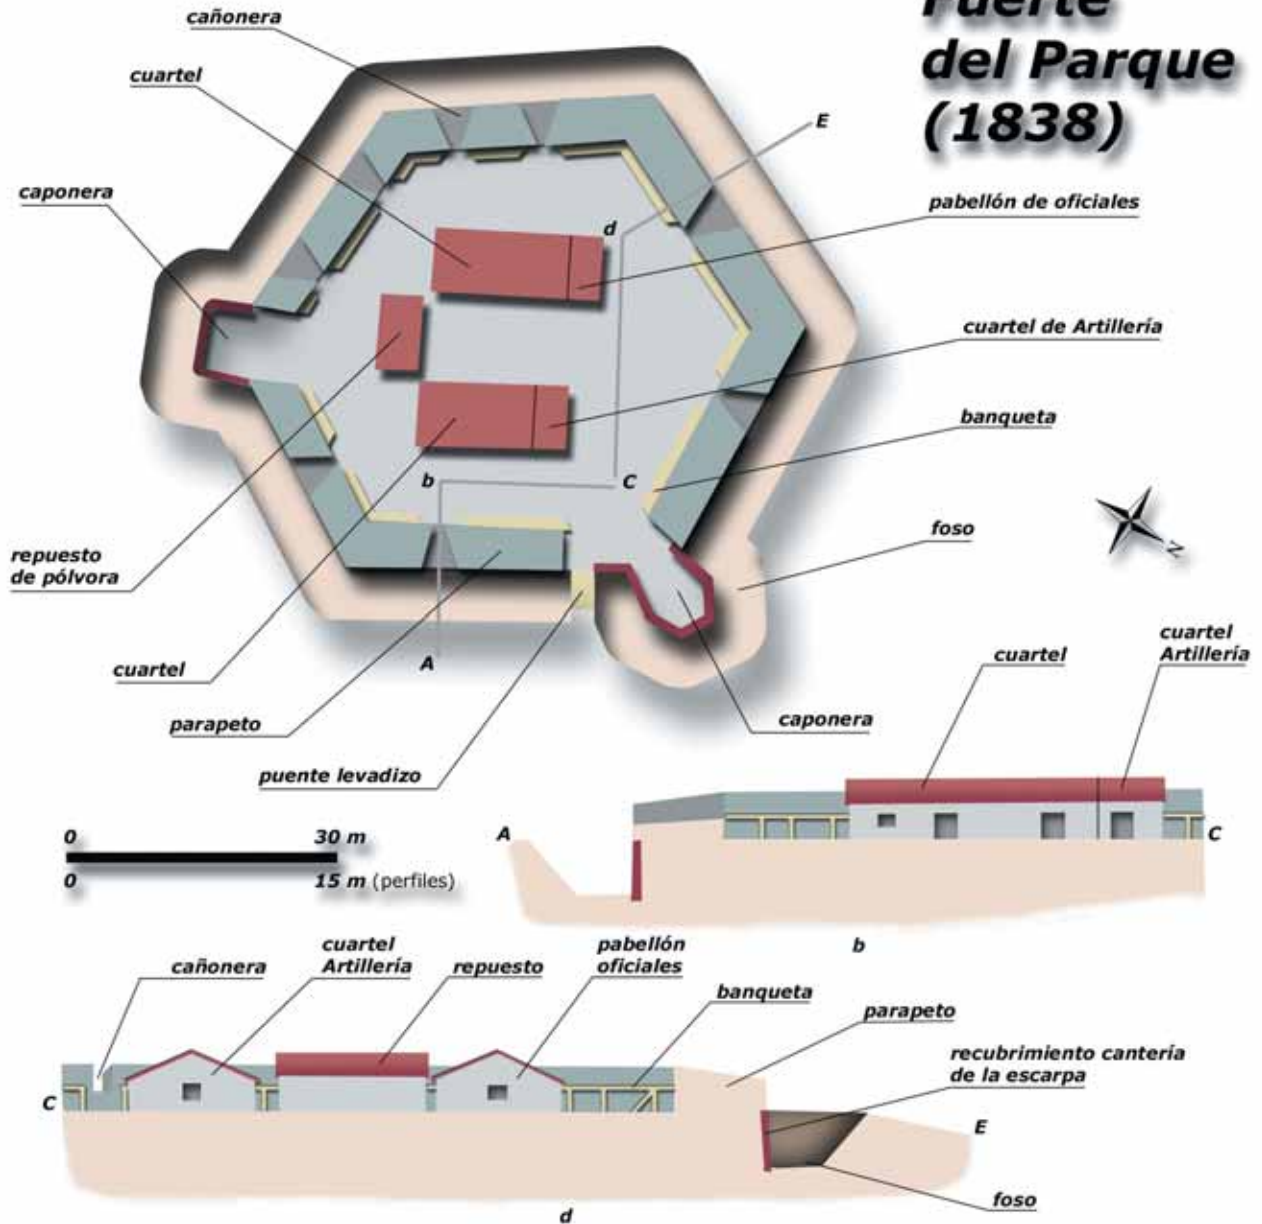 Fuerte
del Parque
(1838)
cañonera
cuartel
caponera
E
d
pabellón de oficiales
cuartel de Artillería
banqueta
b
C
foso
N
repuesto
de pólvora
cuartel
A
parapeto
puente levadizo
caponera
cuartel
cuartel
Artillería
0 30 m
0 15 m (perfiles)
A
C
b
cañonera
cuartel
Artillería
repuesto
pabellón
oficiales
banqueta
parapeto
recubrimiento cantería
de la escarpa
C
E
foso
d